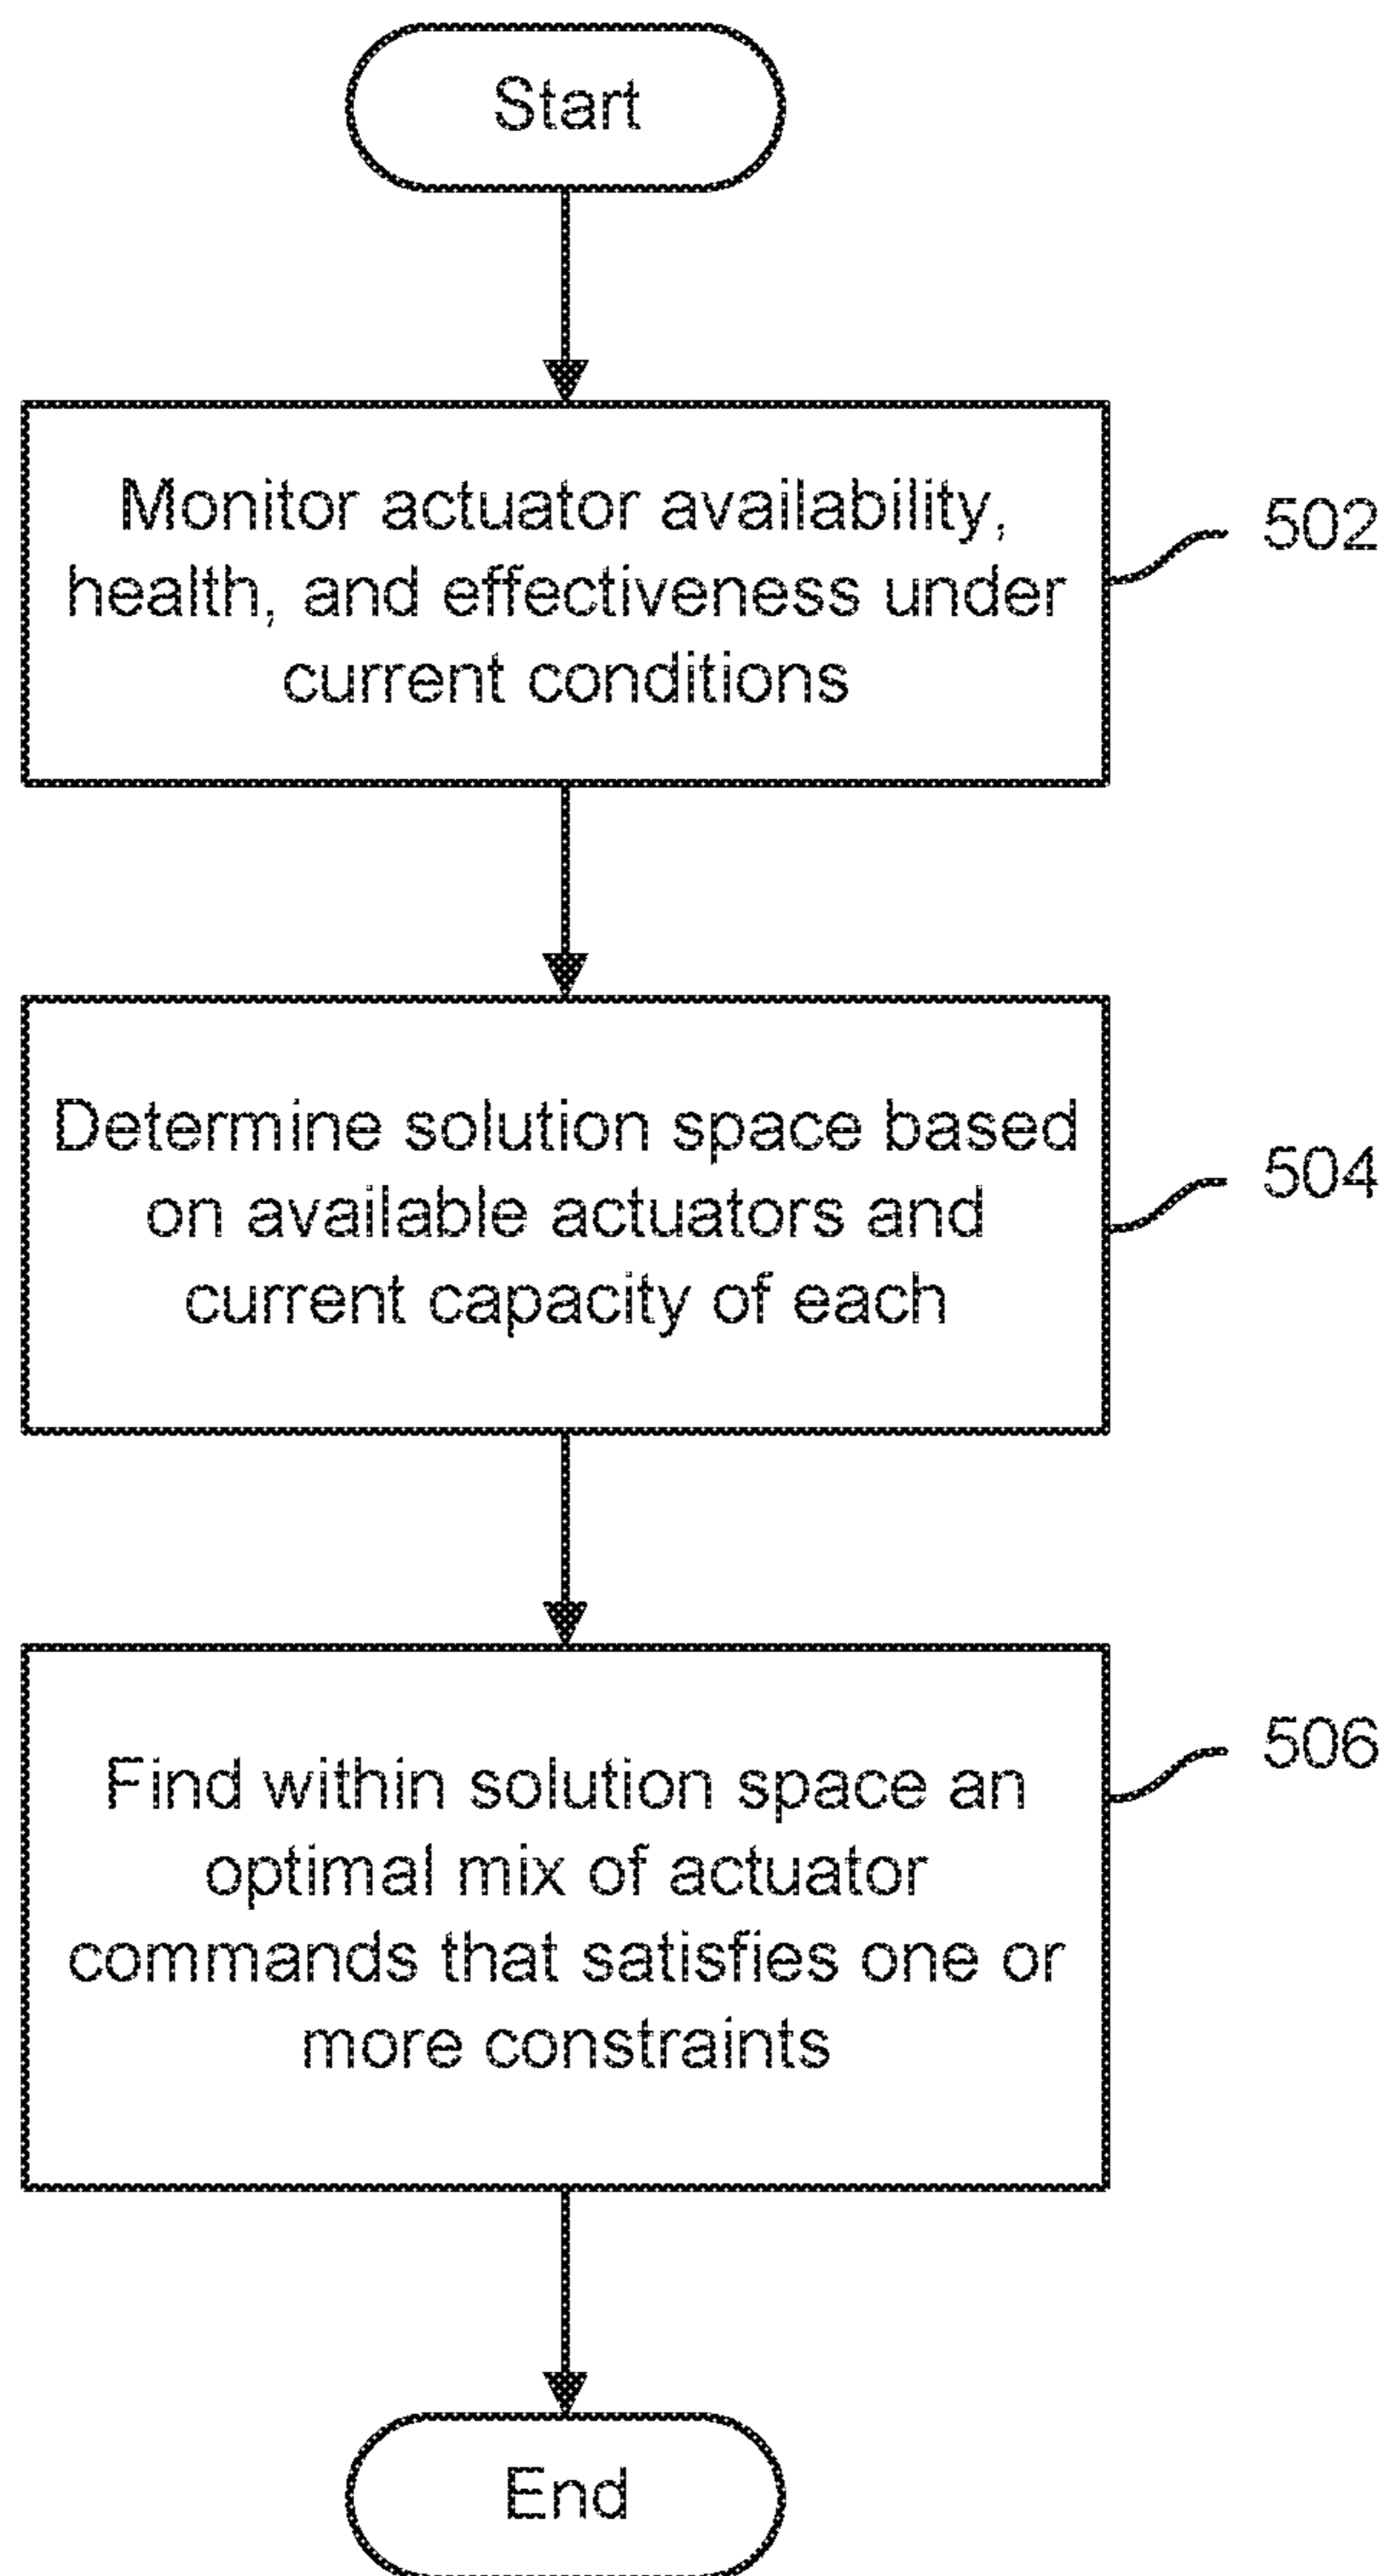 Start
Monitor actuator availability,
health, and effectiveness under
current conditions
502
Determine solution space based
on available actuators and
current capacity of each
504
Find within solution space an
optimal mix of actuator
commands that satisfies one or
more constraints
506
End